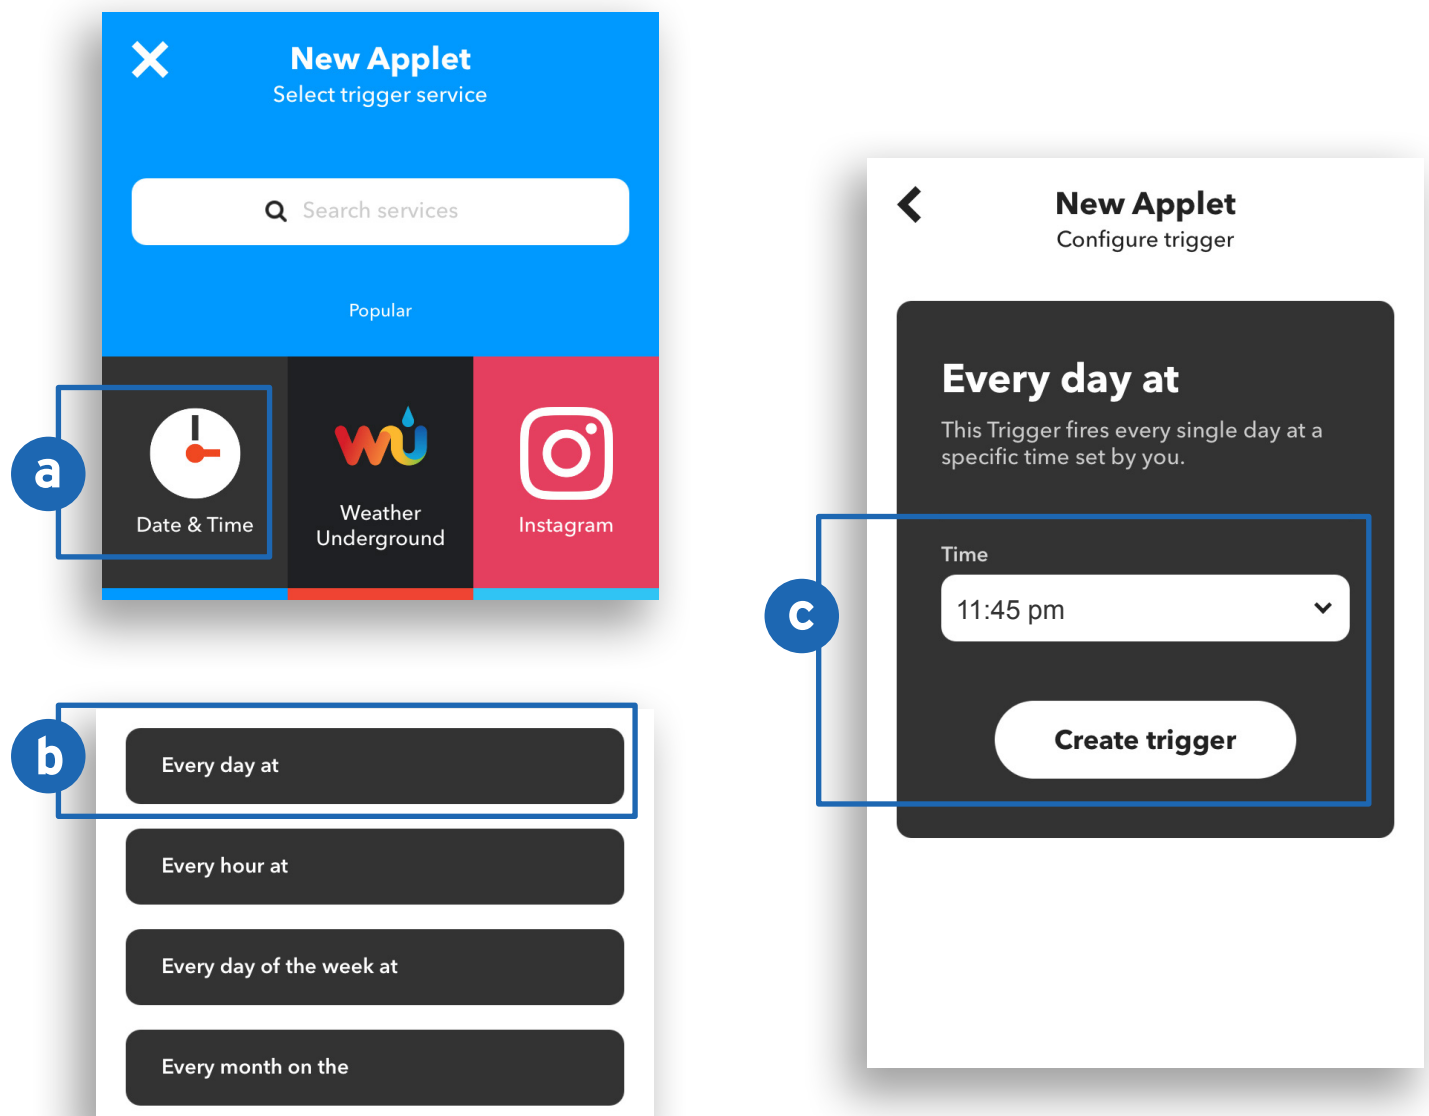 New Applet
Select trigger service
Search services
Popular
a
Date & Time
Weather
Underground
Instagram
b
Every day at
Every hour at
Every day of the week at
Every month on the
New Applet
Configure trigger
Every day at
This Trigger fires every single day at a
specific time set by you.
c
Time
11:45 pm
Create trigger